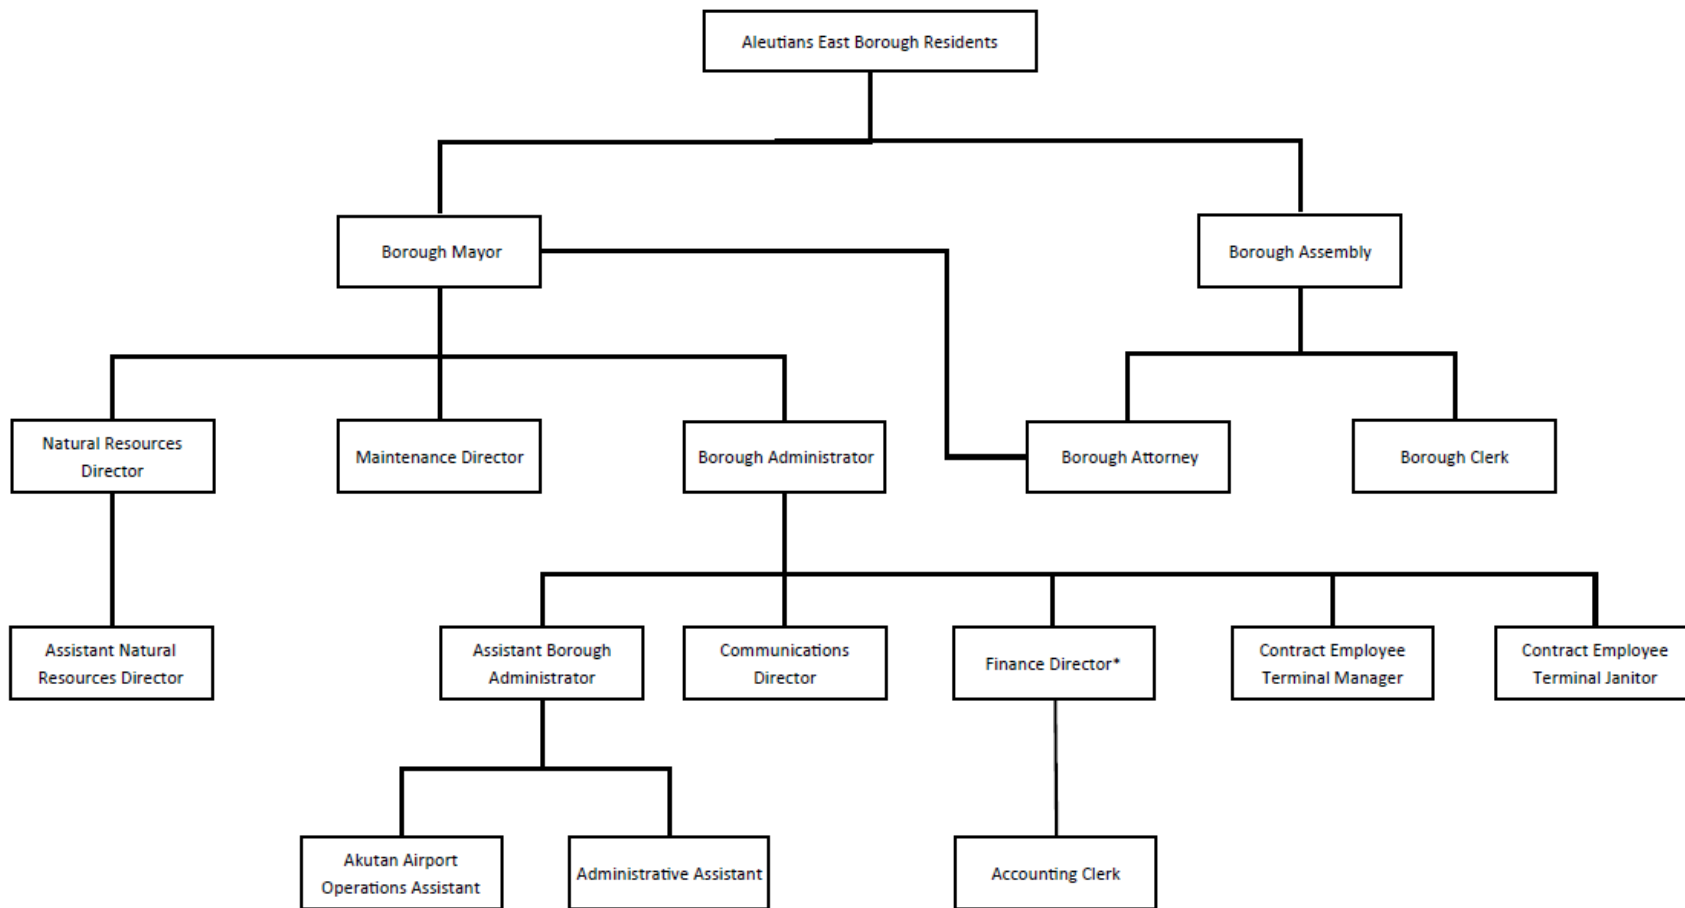 Aleutians East Borough Residents
Borough Mayor
Borough Assembly
Natural Resources
Director
Maintenance Director
Borough Administrator
Borough Attorney
Borough Clerk
Assistant Natural
Resources Director
Assistant Borough
Administrator
Communications
Director
Finance Director*
Contract Employee
Terminal Manager
Contract Employee
Terminal Janitor
Akutan Airport
Operations Assistant
Administrative Assistant
Accounting Clerk